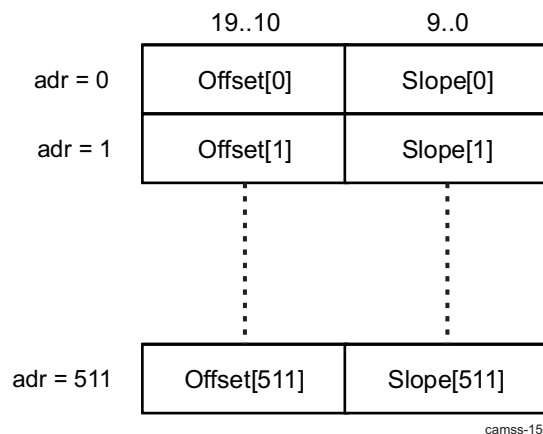 19..10 9..0
adr = 0 Offset[0] Slope[0]
adr = 1 Offset[1] Slope[1]
adr = 511 Offset[511] Slope[511]
camss-15